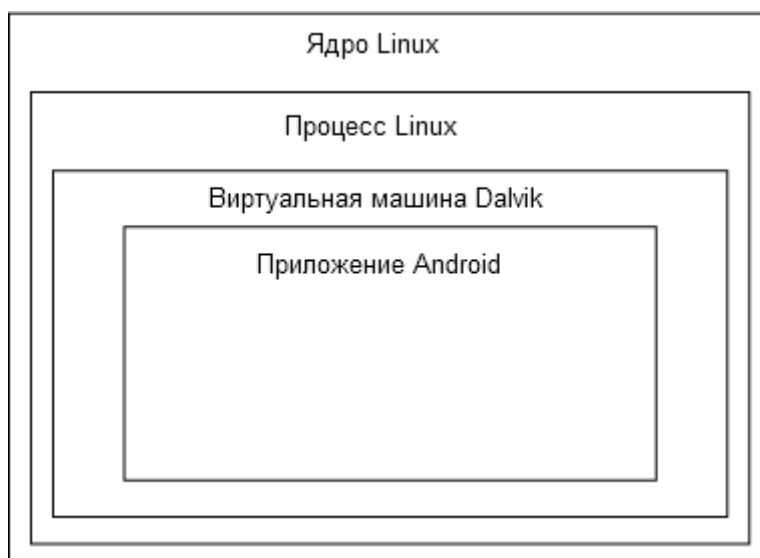 Ядро Linux
Процесс Linux
Виртуальная машина Dalvik
Приложение Android